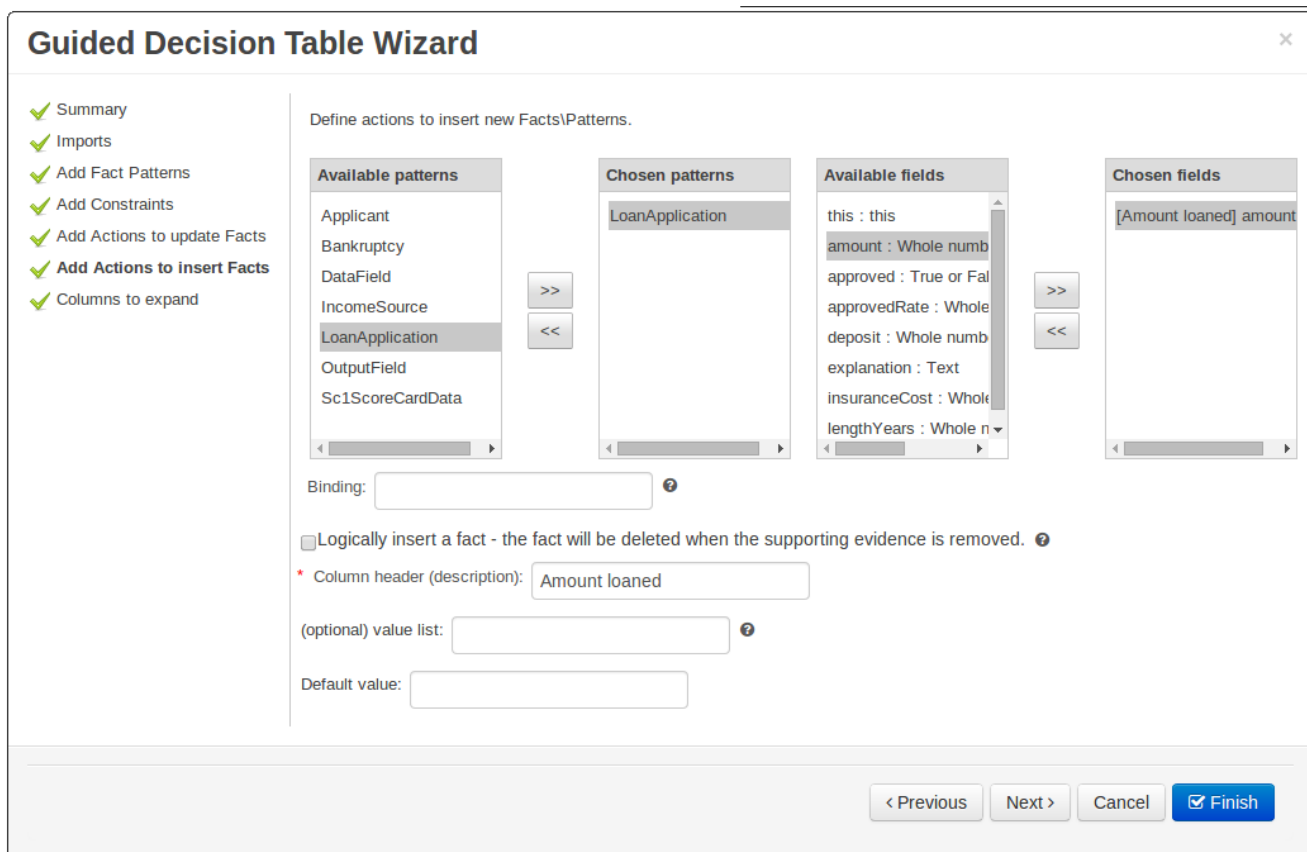 Guided Decision Table Wizard
×
Summary
Imports
Add Fact Patterns
Add Constraints
Add Actions to update Facts
Add Actions to insert Facts
Columns to expand
Define actions to insert new Facts\Patterns.
Available patterns
Applicant
Bankruptcy
DataField
IncomeSource
LoanApplication
OutputField
Sc1ScoreCardData
>>
<<
Chosen patterns
LoanApplication
Available fields
this : this
amount : Whole numb
approved : True or Fal
approvedRate : Whole
deposit : Whole numb
explanation : Text
insuranceCost : Whole
lengthYears : Whole n
>>
<<
Chosen fields
[Amount loaned] amount
Binding:
Logically insert a fact - the fact will be deleted when the supporting evidence is removed.
* Column header (description): Amount loaned
(optional) value list:
Default value:
< Previous
Next >
Cancel
Finish